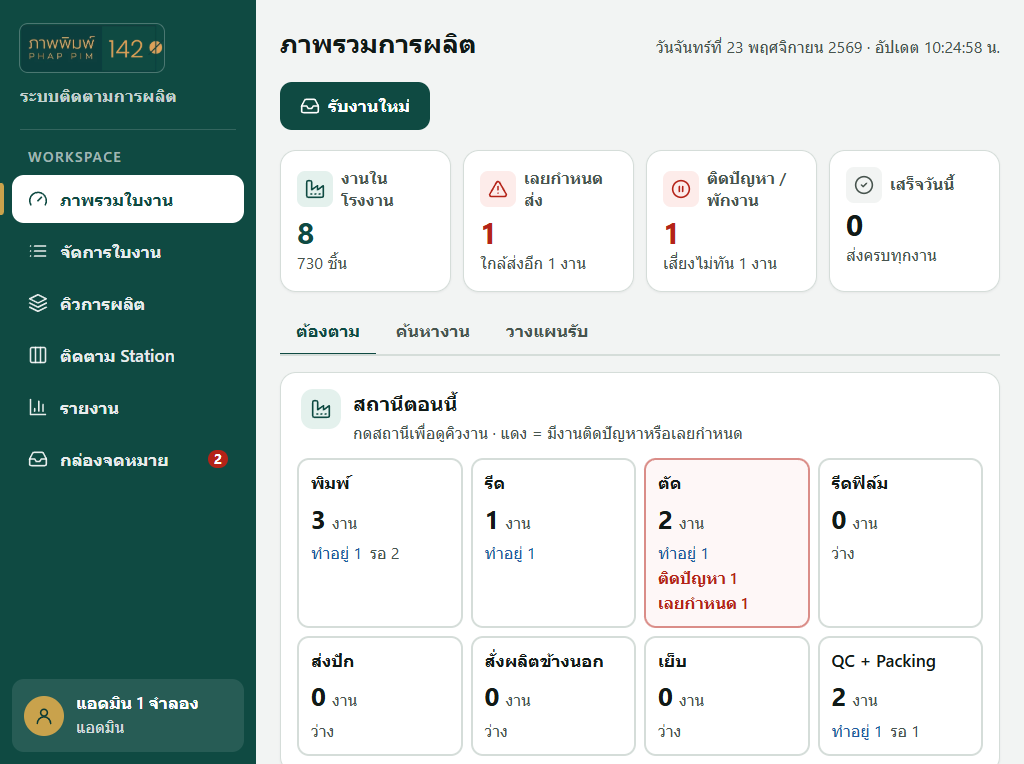 ภาพพิมพ์
PHAP PIM
142
ระบบติดตามการผลิต
WORKSPACE
ภาพรวมใบงาน
จัดการใบงาน
คิวการผลิต
ติดตาม Station
รายงาน
กล่องจดหมาย
2
แอดมิน 1 จำลอง
แอดมิน
ภาพรวมการผลิต
วันจันทร์ที่ 23 พฤศจิกายน 2569 · อัปเดต 10:24:58 น.
รับงานใหม่
งานใน
โรงงาน
8
730 ชิ้น
เลยกำหนด
ส่ง
1
ใกล้ส่งอีก 1 งาน
ติดปัญหา /
พักงาน
1
เสี่ยงไม่ทัน 1 งาน
เสร็จวันนี้
0
ส่งครบทุกงาน
ต้องตาม
ค้นหางาน
วางแผนรับ
สถานีตอนนี้
กดสถานีเพื่อดูคิวงาน · แดง = มีงานติดปัญหาหรือเลยกำหนด
พิมพ์
3 งาน
ทำอยู่ 1 รอ 2
รีด
1 งาน
ทำอยู่ 1
ตัด
2 งาน
ทำอยู่ 1
ติดปัญหา 1
เลยกำหนด 1
รีดฟิล์ม
0 งาน
ว่าง
ส่งปัก
0 งาน
ว่าง
สั่งผลิตข้างนอก
0 งาน
ว่าง
เย็บ
0 งาน
ว่าง
QC + Packing
2 งาน
ทำอยู่ 1 รอ 1